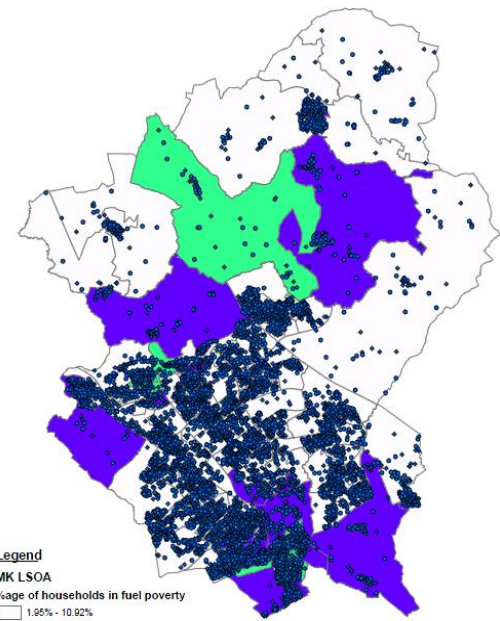 Legend
MK LSOA
%age of households in fuel poverty
1.95% - 10.92%